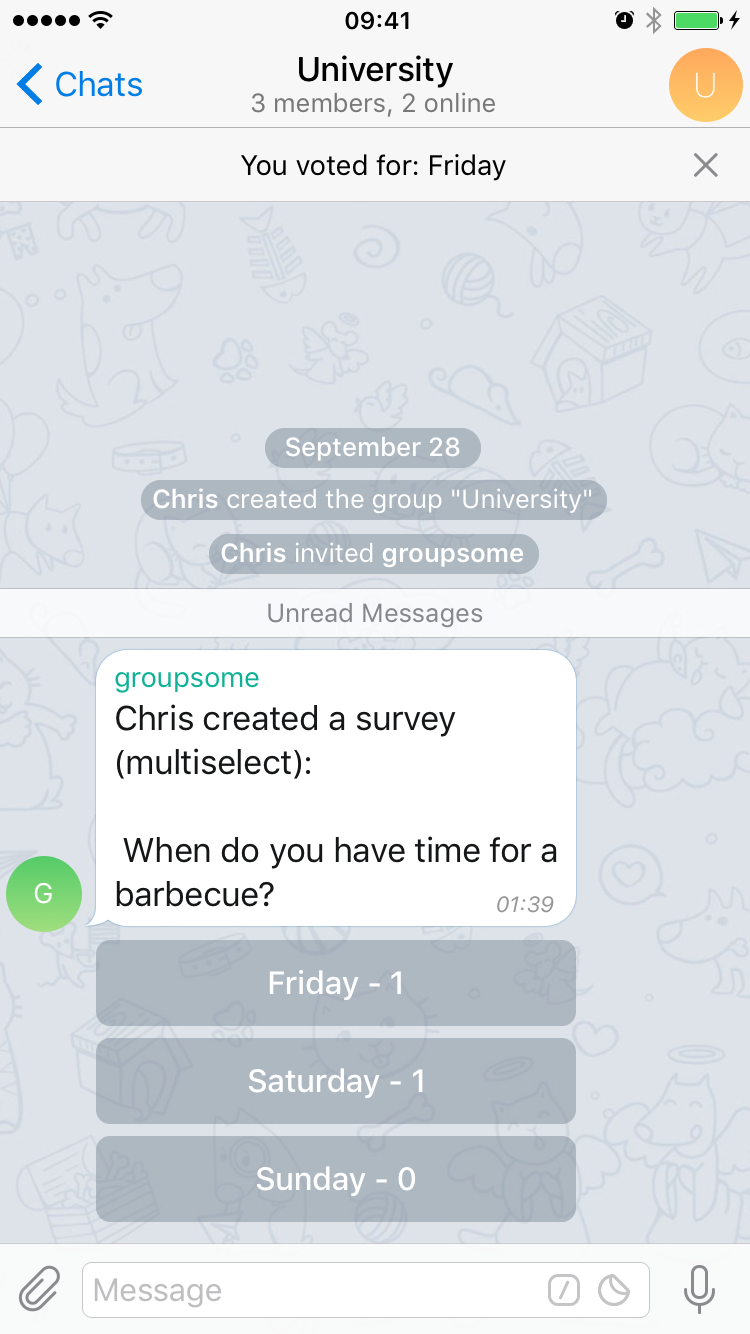 09:41
Chats
University
3 members, 2 online
U
You voted for: Friday
September 28
Chris created the group "University"
Chris invited groupsome
Unread Messages
groupsome
Chris created a survey
(multiselect):
When do you have time for a
barbecue?
01:39
G
Friday - 1
Saturday - 1
Sunday - 0
Message